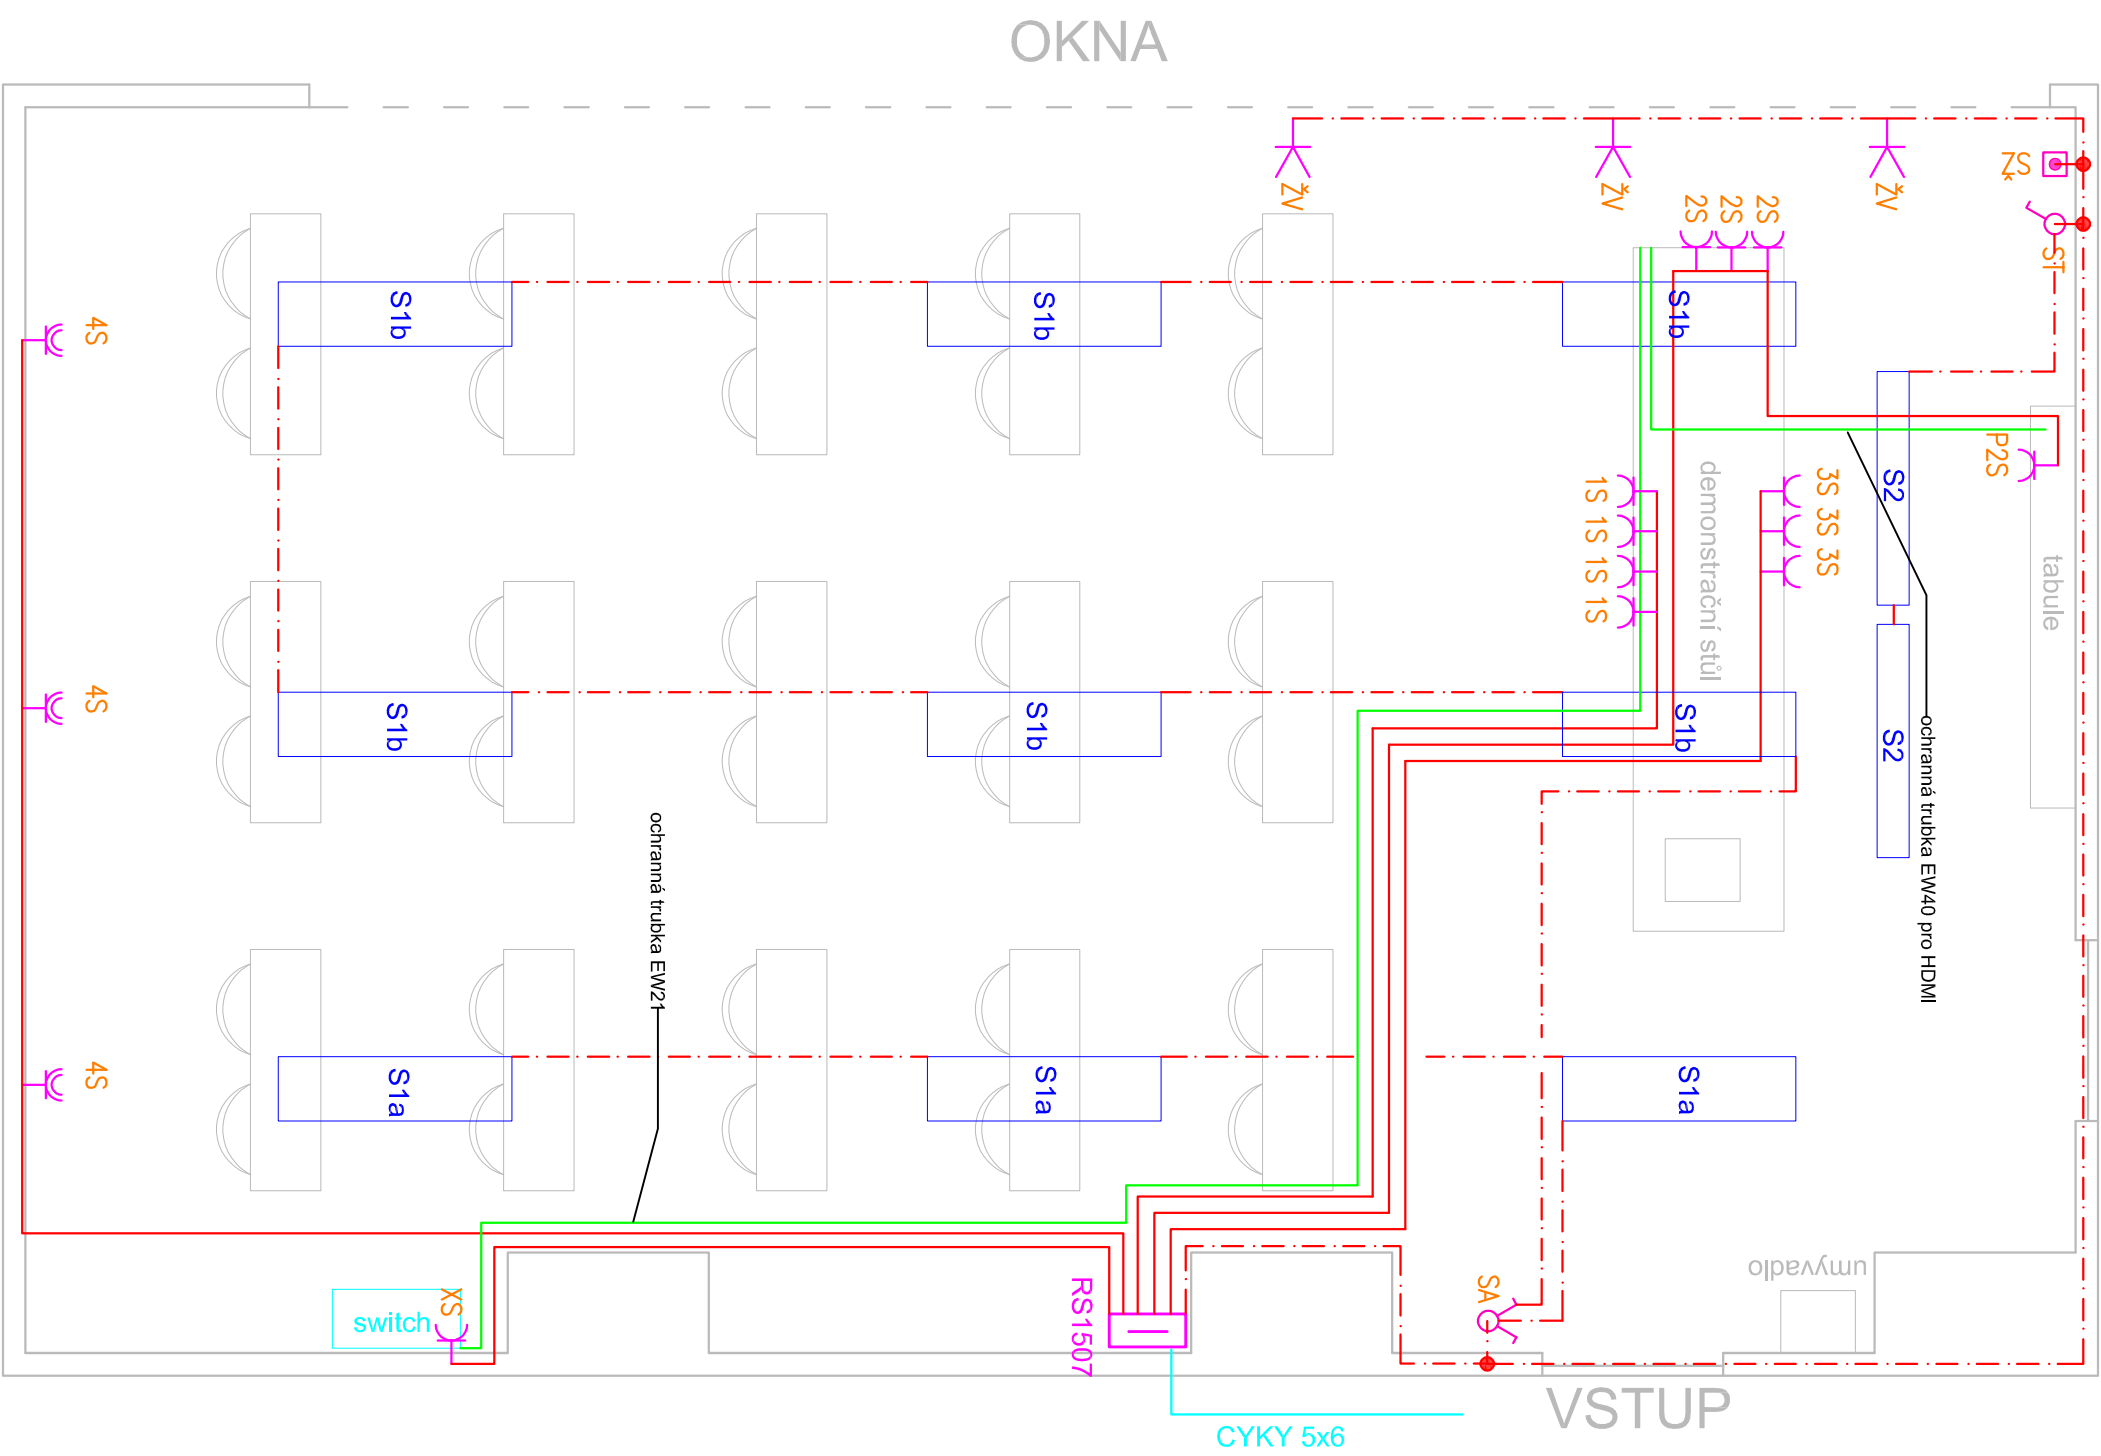 OKNA
SŽ
ŽV
ŽV
ŽV
2S
2S
2S
ST
S1b
S1b
S1b
4S
P2S
S2
3S
3S
3S
1S
1S
1S
1S
demonstrační stůl
tabule
4S
S1b
S1b
S1b
S2
ochranná trubka EW40 pro HDMI
ochranná trubka EW21
4S
S1a
S1a
S1a
umyvadlo
SA
XS
switch
RS1507
VSTUP
CYKY 5x6